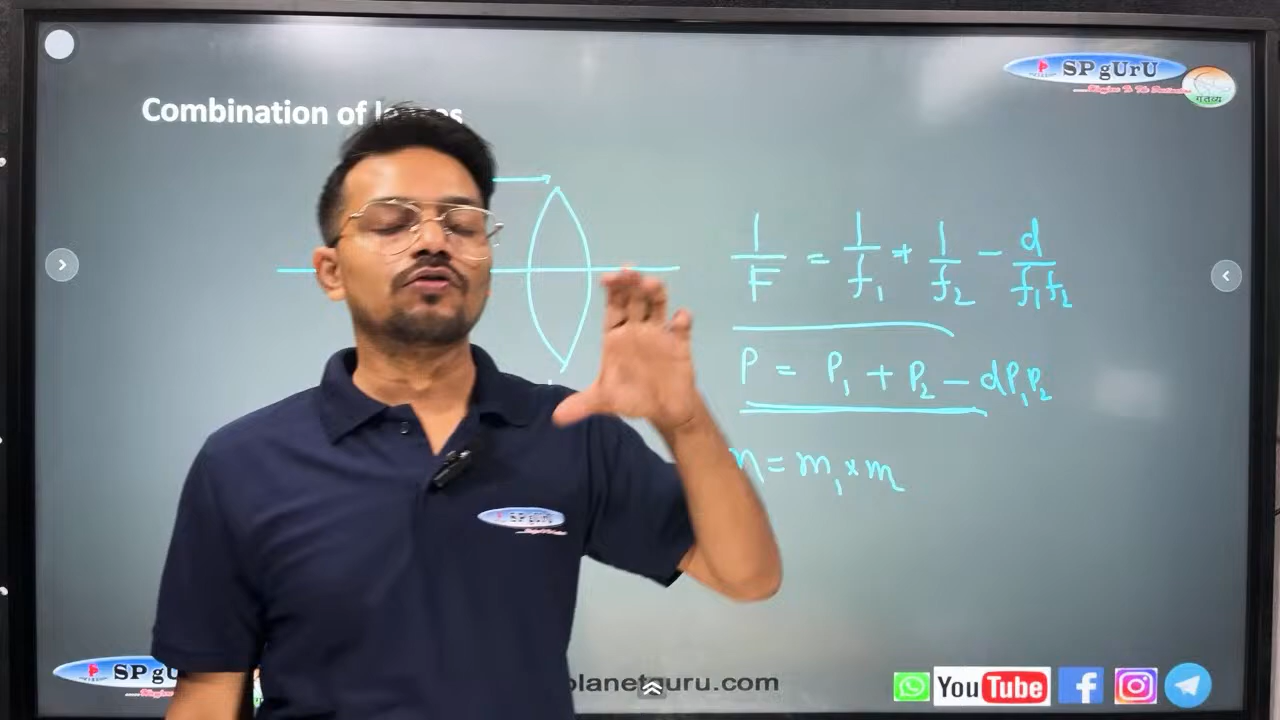 SP gUrU
गंतव्य
Combination of
1/F = 1/f₁ + 1/f₂ - d/f₁f₂
P = P₁ + P₂ - dP₁P₂
= m₁ × m
SP gU
planetguru.com
YouTube